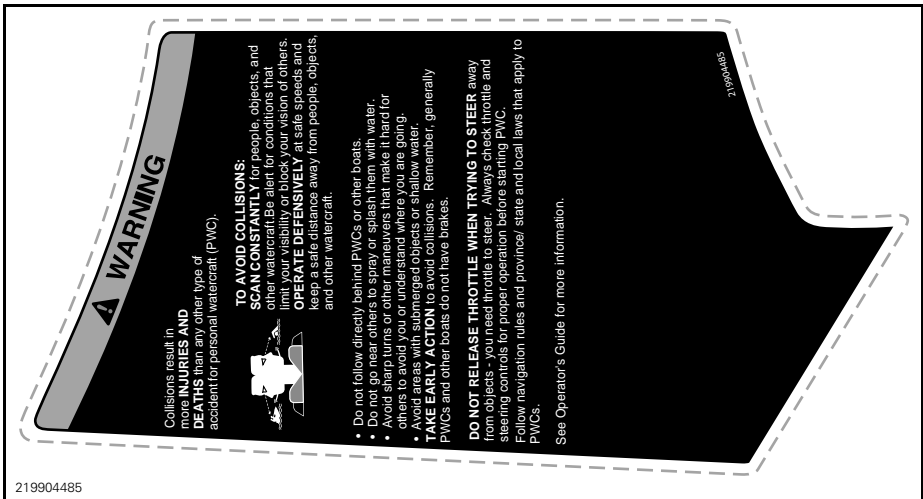 WARNING
Collisions result in
more INJURIES AND
DEATHS than any other type of
accident for personal watercraft (PWC).
TO AVOID COLLISIONS:
SCAN CONSTANTLY for people, objects, and
other watercraft.Be alert for conditions that
limit your visibility or block your vision of others.
OPERATE DEFENSIVELY at safe speeds and
keep a safe distance away from people, objects,
and other watercraft.
• Do not follow directly behind PWCs or other boats.
• Do not go near others to spray or splash them with water.
• Avoid sharp turns or other maneuvers that make it hard for
others to avoid you or understand where you are going.
• Avoid areas with submerged objects or shallow water.
TAKE EARLY ACTION to avoid collisions. Remember, generally
PWCs and other boats do not have brakes.
DO NOT RELEASE THROTTLE WHEN TRYING TO STEER away
from objects - you need throttle to steer. Always check throttle and
steering controls for proper operation before starting PWC.
Follow navigation rules and province/ state and local laws that apply to
PWCs.
See Operator's Guide for more information.
219904485
219904485